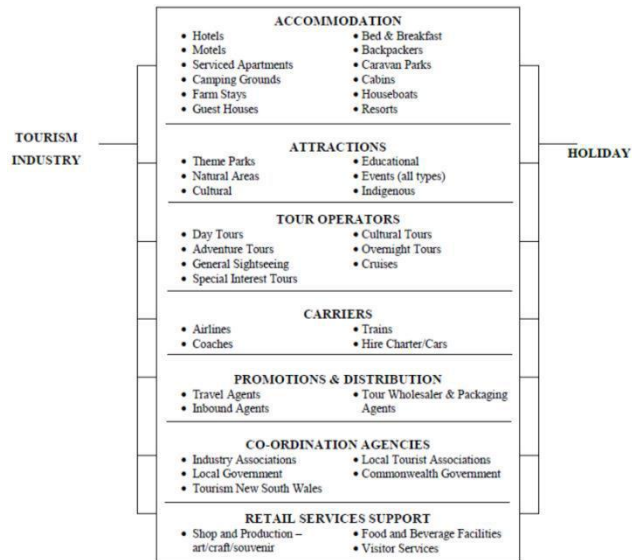 ACCOMMODATION
• Hotels
• Motels
• Serviced Apartments
• Camping Grounds
• Farm Stays
• Guest Houses
• Bed & Breakfast
• Backpackers
• Caravan Parks
• Cabins
• Houseboats
• Resorts
TOURISM
INDUSTRY
HOLIDAY
ATTRACTIONS
• Theme Parks
• Natural Areas
• Cultural
• Educational
• Events (all types)
• Indigenous
TOUR OPERATORS
• Day Tours
• Adventure Tours
• General Sightseeing
• Special Interest Tours
• Cultural Tours
• Overnight Tours
• Cruises
CARRIERS
• Airlines
• Coaches
• Trains
• Hire Charter/Cars
PROMOTIONS & DISTRIBUTION
• Travel Agents
• Inbound Agents
• Tour Wholesaler & Packaging
Agents
CO-ORDINATION AGENCIES
• Industry Associations
• Local Government
• Tourism New South Wales
• Local Tourist Associations
• Commonwealth Government
RETAIL SERVICES SUPPORT
• Shop and Production –
art/craft/souvenir
• Food and Beverage Facilities
• Visitor Services